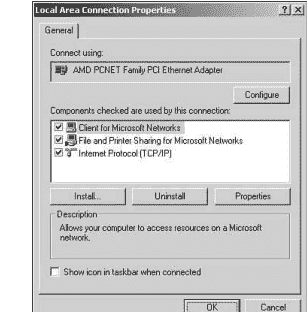 Local Area Connection Properties
General
Connect using:
AMD PCNET Family PCI Ethernet Adapter
Configure
Components checked are used by this connection:
Client for Microsoft Networks
File and Printer Sharing for Microsoft Networks
Internet Protocol (TCP/IP)
Install... Uninstall Properties
Description
Allows your computer to access resources on a Microsoft
network.
Show icon in taskbar when connected
OK Cancel